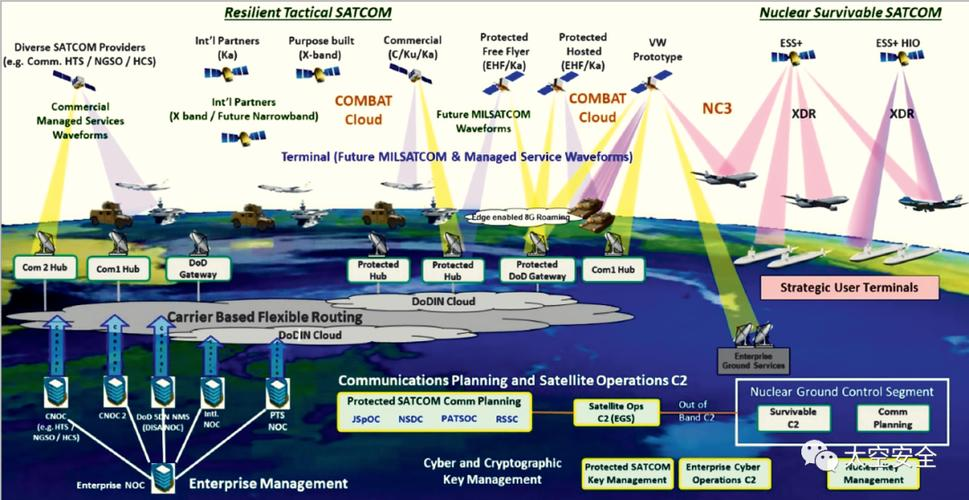 Resilient Tactical SATCOM
Nuclear Survivable SATCOM
Diverse SATCOM Providers
(e.g. Comm. HTS / NGSO / HCS)
Int'l Partners
(Ka)
Purpose built
(X-band)
Commercial
(C/Ku/Ka)
Protected
Free Flyer
(EHF/Ka)
Protected
Hosted
(EHF/Ka)
VW
Prototype
ESS+
ESS+ HIO
Commercial
Managed Services
Waveforms
Int'l Partners
(X band / Future Narrowband)
COMBAT
Cloud
Future MILSATCOM
Waveforms
COMBAT
Cloud
NC3
XDR
XDR
Terminal (Future MILSATCOM & Managed Service Waveforms)
Edge enabled 8G Roaming
Com 2 Hub
Com1 Hub
DoD
Gateway
Protected
Hub
Protected
Hub
Protected
DoD Gateway
Com1 Hub
Strategic User Terminals
DoDIN Cloud
Carrier Based Flexible Routing
DoDIN Cloud
Enterprise
Ground Services
CNOC
(e.g. HTS /
NGSO / HCS)
CNOC 2
DoD SDN NMS
(DISA NOC)
Intl.
NOC
PTS
NOC
Enterprise NOC
Enterprise Management
Communications Planning and Satellite Operations C2
Protected SATCOM Comm Planning
JSpOC NSDC PATSOC RSSC
Satellite Ops
C2 (EGS)
Out of
Band C2
Nuclear Ground Control Segment
Survivable
C2
Comm
Planning
Cyber and Cryptographic
Key Management
Protected SATCOM
Key Management
Enterprise Cyber
Operations C2
Nuclear Key
Management
太空安全